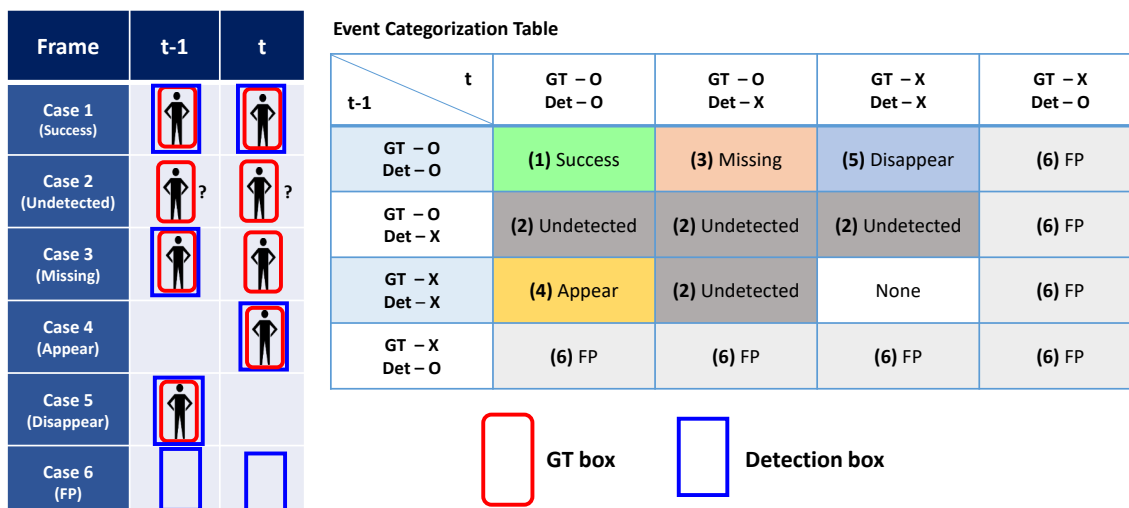 Frame t-1 t
Case 1
(Success)
Case 2
(Undetected)
? ?
Case 3
(Missing)
Case 4
(Appear)
Case 5
(Disappear)
Case 6
(FP)
Event Categorization Table
t
t-1
GT – O
Det – O
GT – O
Det – X
GT – X
Det – X
GT – X
Det – O
GT – O
Det – O
(1) Success (3) Missing (5) Disappear (6) FP
GT – O
Det – X
(2) Undetected (2) Undetected (2) Undetected (6) FP
GT – X
Det – X
(4) Appear (2) Undetected None (6) FP
GT – X
Det – O
(6) FP (6) FP (6) FP (6) FP
GT box Detection box